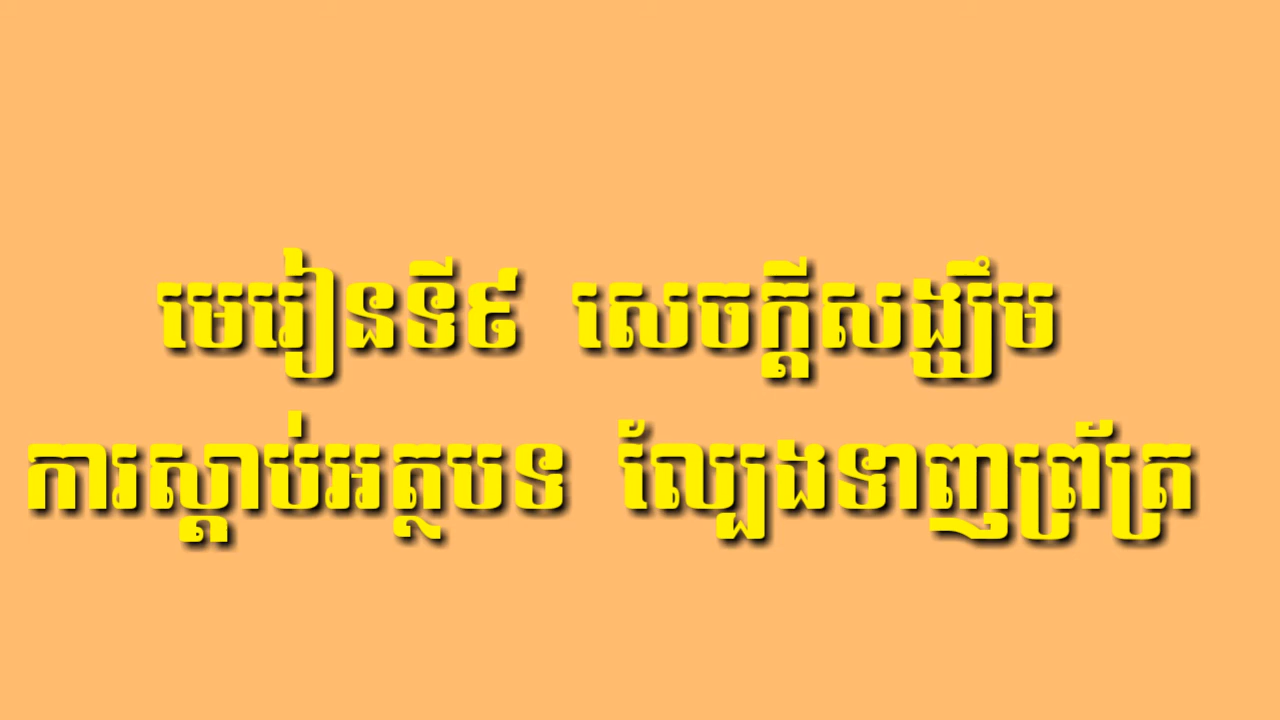 មេរៀនទី៩ សេចក្ដីសង្ឃឹម
ការស្ដាប់អត្ថបទ ល្បែងទាញព្រ័ត្រ